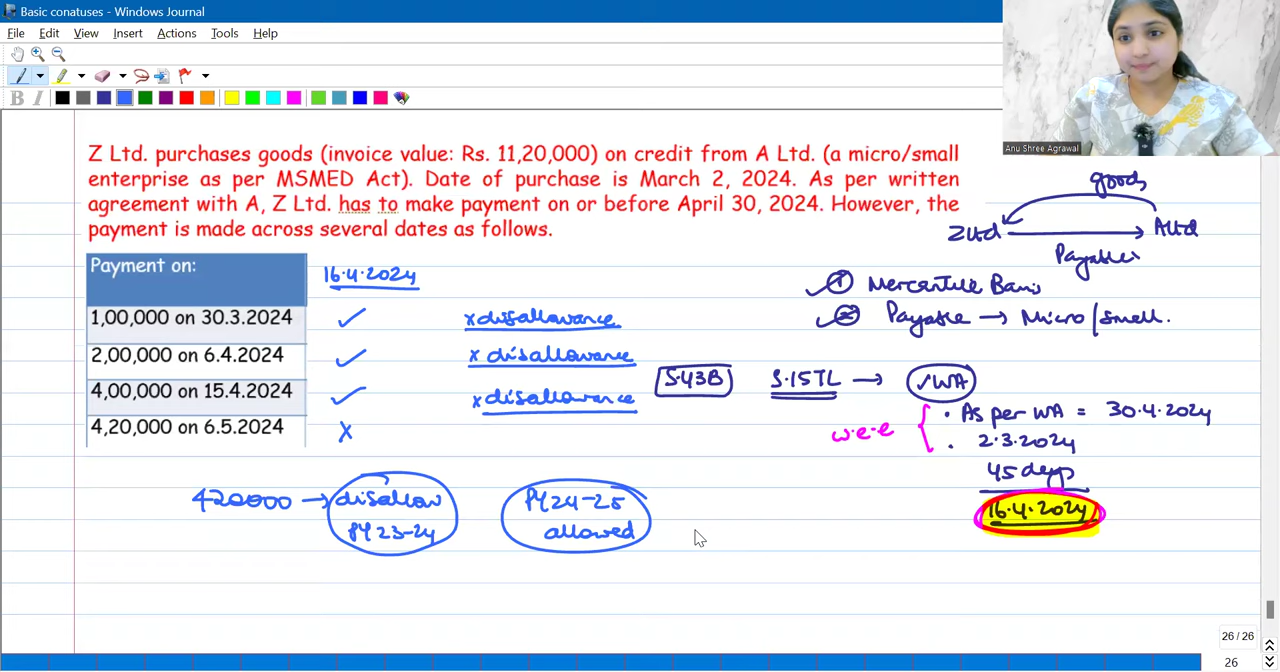 Basic conatuses - Windows Journal
File Edit View Insert Actions Tools Help
B I
Anu Shree Agrawal
Z Ltd. purchases goods (invoice value: Rs. 11,20,000) on credit from A Ltd. (a micro/small
enterprise as per MSMED Act). Date of purchase is March 2, 2024. As per written
agreement with A, Z Ltd. has to make payment on or before April 30, 2024. However, the
payment is made across several dates as follows.
goods
Z Ltd A Ltd
Payable
① Mercantile Basis
② Payable → Micro/Small.
Payment on: 16.4.2024
1,00,000 on 30.3.2024 ✓ x disallowance
2,00,000 on 6.4.2024 ✓ x disallowance
4,00,000 on 15.4.2024 ✓ x disallowance
4,20,000 on 6.5.2024 x
S.43B S.15TL → ✓WA
w.e.e
• As per WA = 30.4.2024
• 2.3.2024
45 days
16.4.2024
420000 → disallow
PY 23-24
PY 24-25
allowed
26 / 26
26